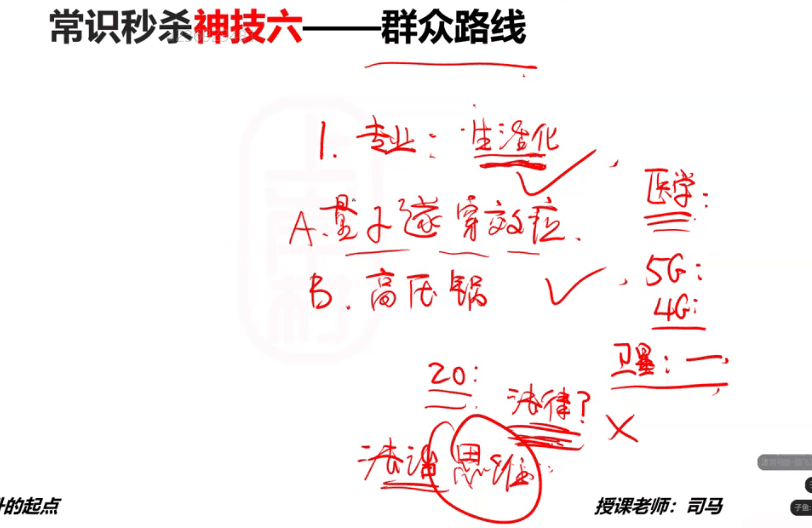 常识秒杀神技六——群众路线
1. 专业：生活化
医学：
A. 量子遂穿效应.
5G：
B. 高压锅
4G：
卫星：一
20：
法律？
法治思维
升的起点
授课老师：司马